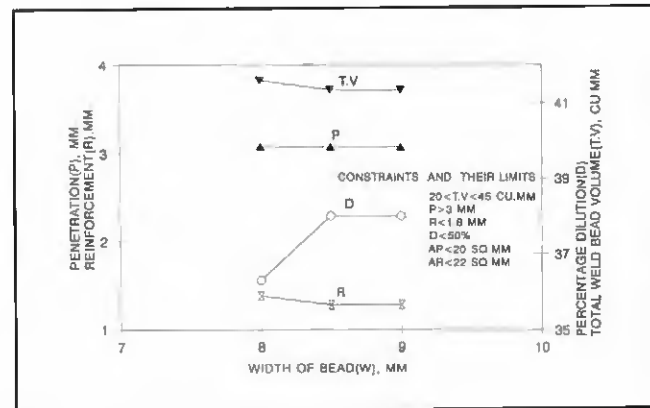 4
3
2
1
PENETRATION(P), MM
REINFORCEMENT(R).MM
T.V
P
D
R
CONSTRAINTS AND THEIR LIMITS
20<T.V<45 CU.MM
P>3 MM
R<1.8 MM
D<50%
AP<20 SQ MM
AR<22 SQ MM
41
39
37
35
PERCENTAGE DILUTION(D)
TOTAL WELD BEAD VOLUME(T.V), CU MM
7
8
9
10
WIDTH OF BEAD(W), MM